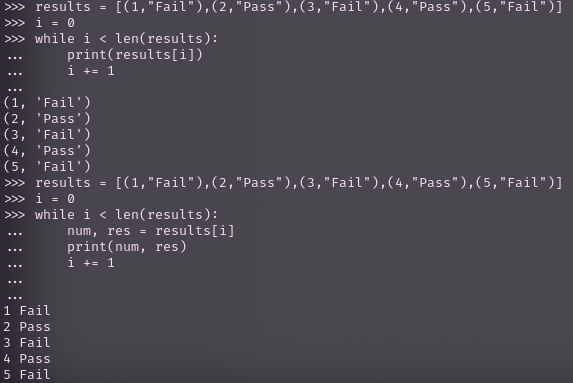 >>> results = [(1,"Fail"),(2,"Pass"),(3,"Fail"),(4,"Pass"),(5,"Fail")]
>>> i = 0
>>> while i < len(results):
...     print(results[i])
...     i += 1
...
(1, 'Fail')
(2, 'Pass')
(3, 'Fail')
(4, 'Pass')
(5, 'Fail')
>>> results = [(1,"Fail"),(2,"Pass"),(3,"Fail"),(4,"Pass"),(5,"Fail")]
>>> i = 0
>>> while i < len(results):
...     num, res = results[i]
...     print(num, res)
...     i += 1
...
...
1 Fail
2 Pass
3 Fail
4 Pass
5 Fail